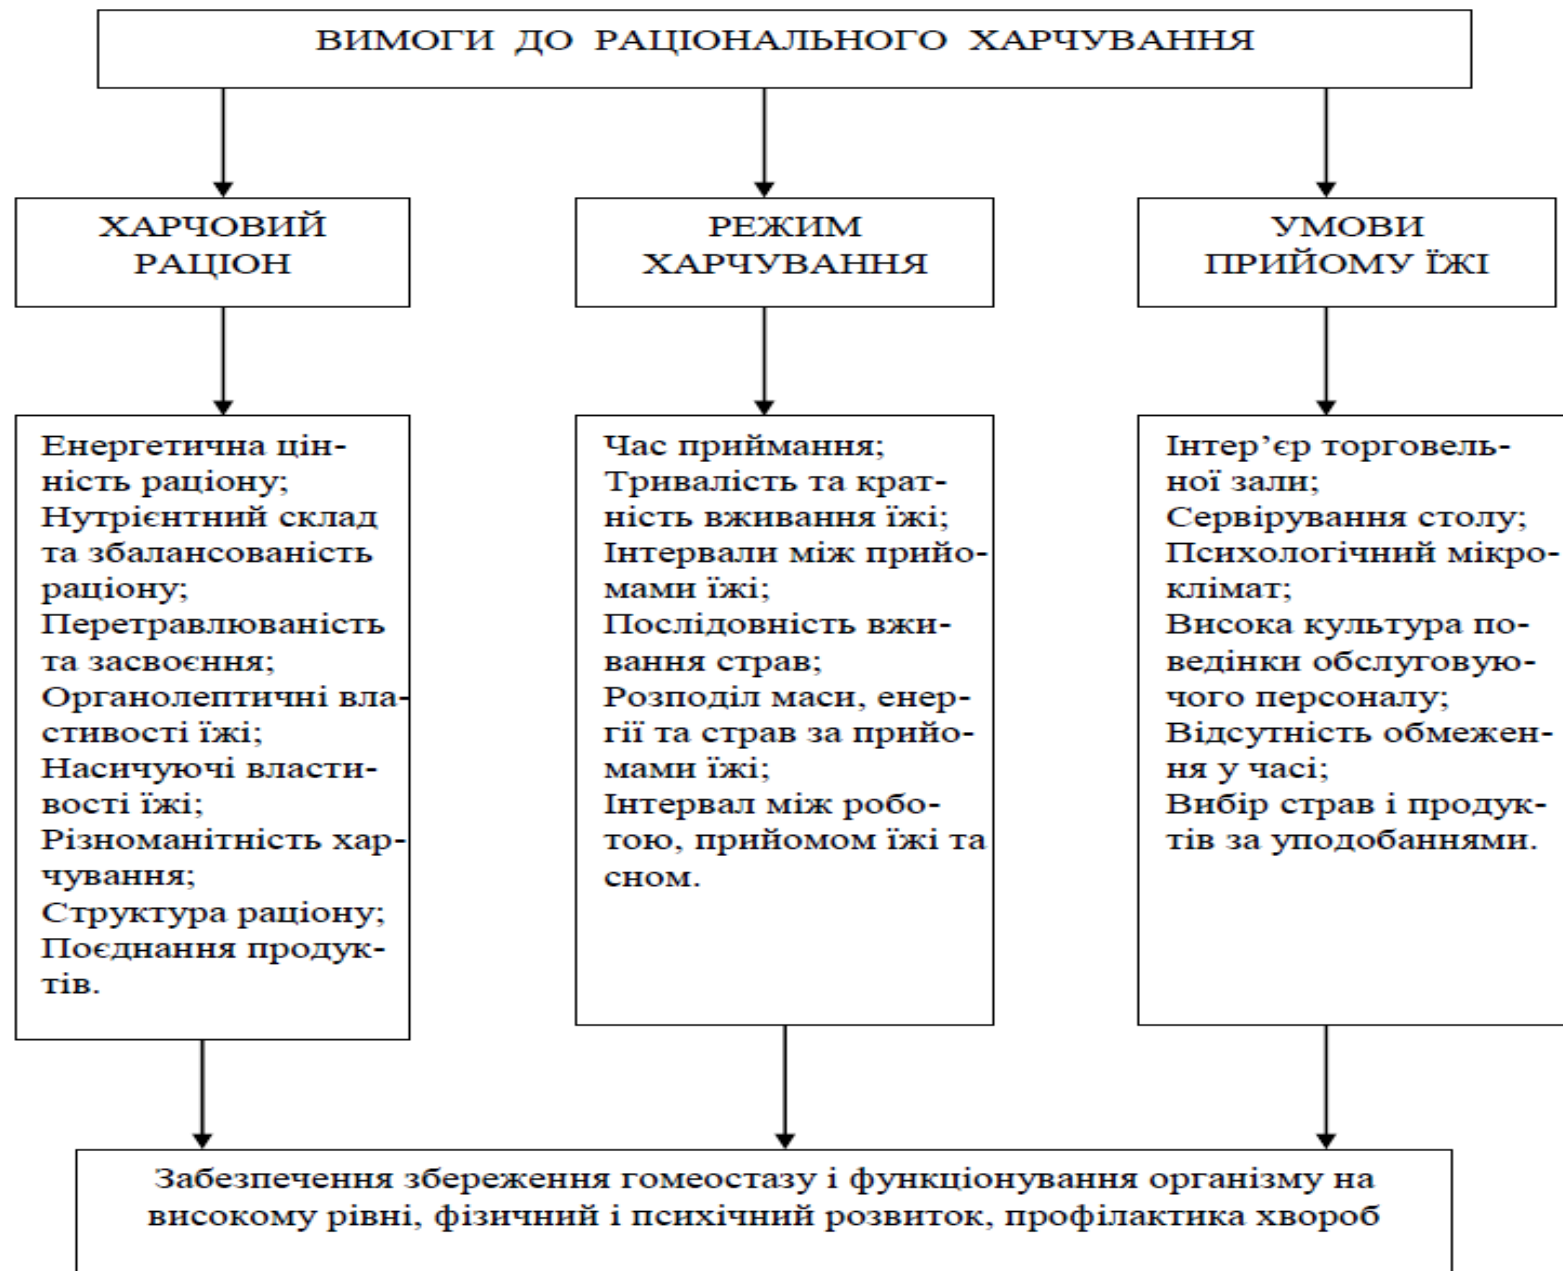 ВИМОГИ ДО РАЦІОНАЛЬНОГО ХАРЧУВАННЯ
ХАРЧОВИЙ
РАЦІОН
РЕЖИМ
ХАРЧУВАННЯ
УМОВИ
ПРИЙОМУ ЇЖІ
Енергетична цін-
ність раціону;
Нутрієнтний склад
та збалансованість
раціону;
Перетравлюваність
та засвоєння;
Органолептичні вла-
стивості їжі;
Насичуючі власти-
вості їжі;
Різноманітність хар-
чування;
Структура раціону;
Поєднання продук-
тів.
Час приймання;
Тривалість та крат-
ність вживання їжі;
Інтервали між прийо-
мами їжі;
Послідовність вжи-
вання страв;
Розподіл маси, енер-
гії та страв за прийо-
мами їжі;
Інтервал між робо-
тою, прийомом їжі та
сном.
Інтер’єр торговель-
ної зали;
Сервірування столу;
Психологічний мікро-
клімат;
Висока культура по-
ведінки обслуговую-
чого персоналу;
Відсутність обмежен-
ня у часі;
Вибір страв і продук-
тів за уподобаннями.
Забезпечення збереження гомеостазу і функціонування організму на
високому рівні, фізичний і психічний розвиток, профілактика хвороб